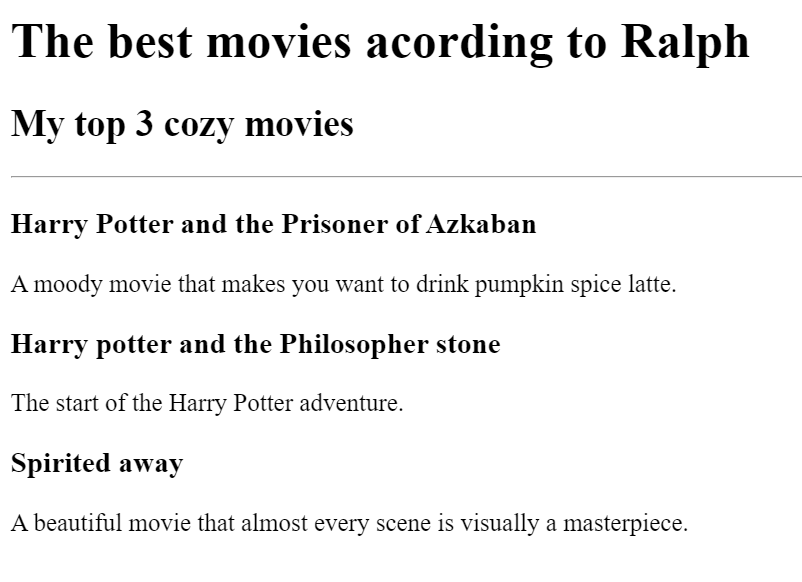 The best movies acording to Ralph
My top 3 cozy movies
Harry Potter and the Prisoner of Azkaban
A moody movie that makes you want to drink pumpkin spice latte.
Harry potter and the Philosopher stone
The start of the Harry Potter adventure.
Spirited away
A beautiful movie that almost every scene is visually a masterpiece.